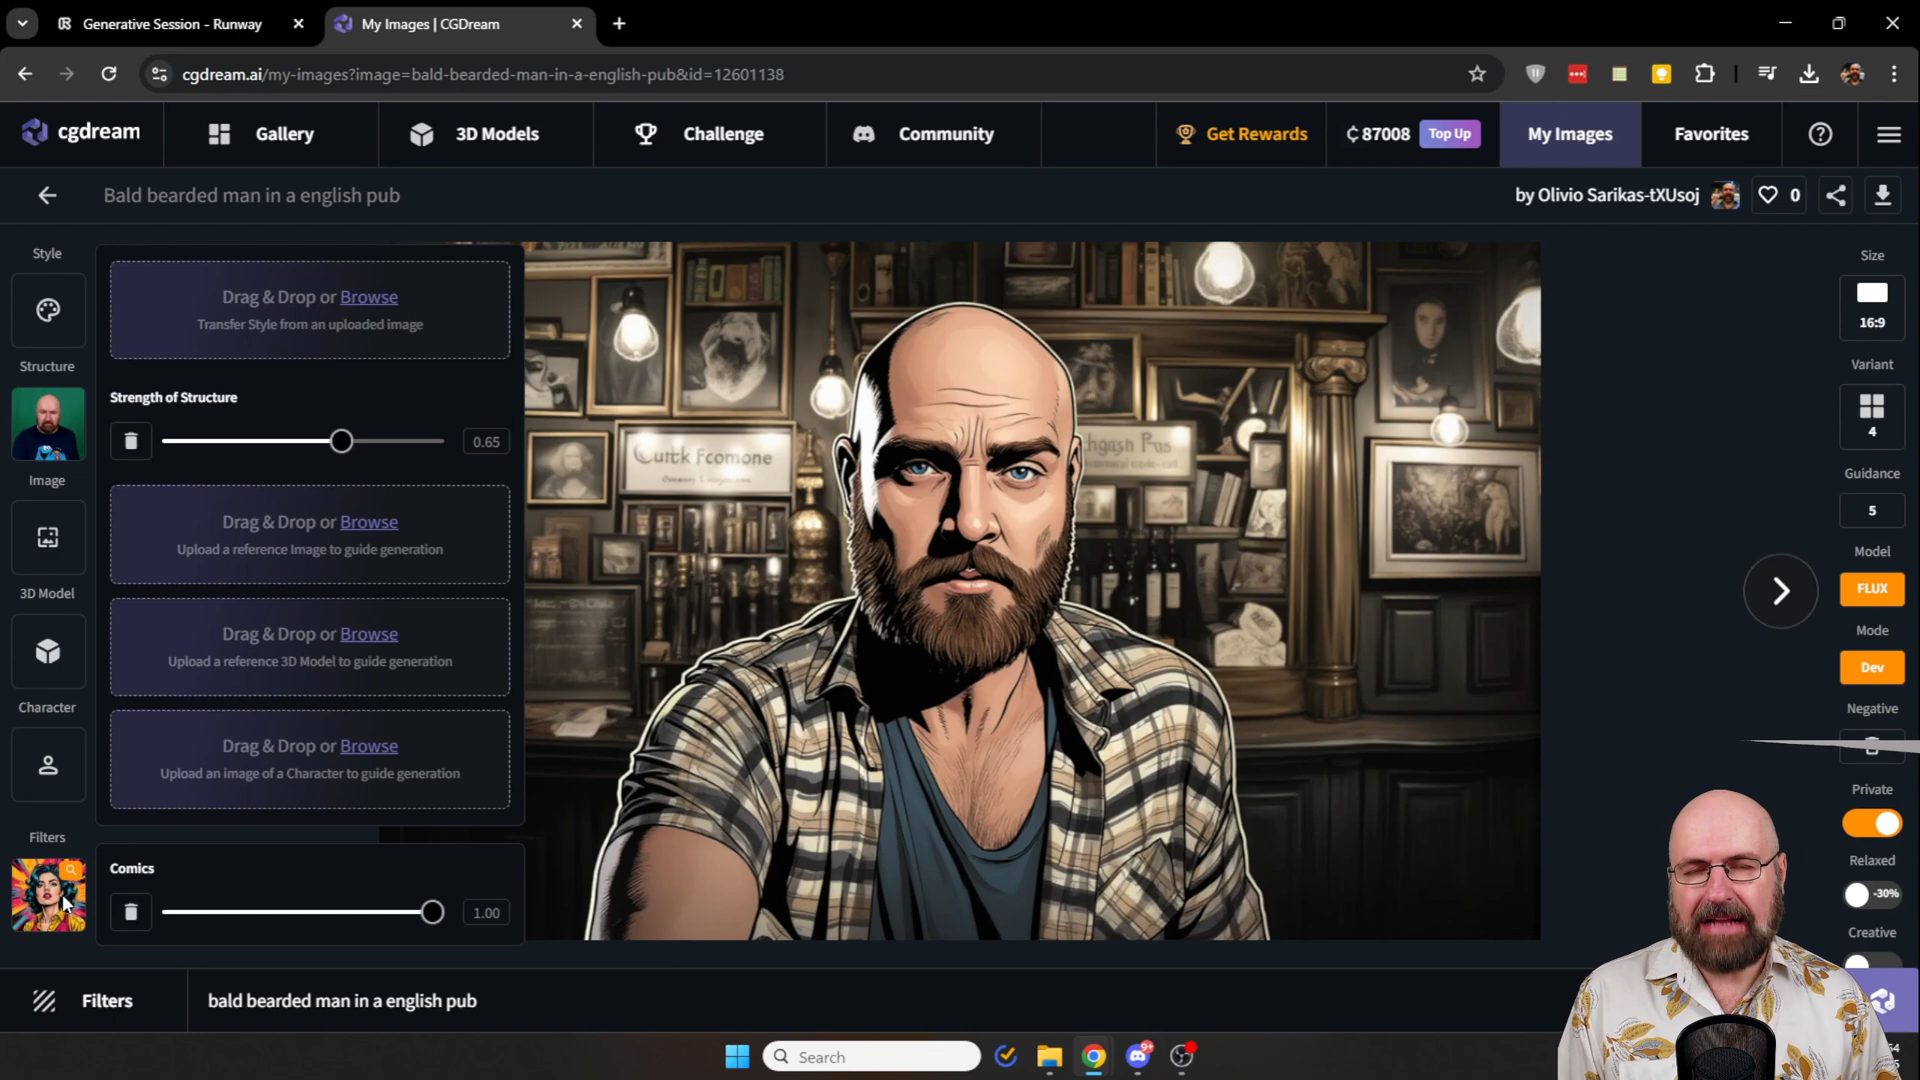 Generative Session - Runway
My Images | CGDream
cgdream.ai/my-images?image=bald-bearded-man-in-a-english-pub&id=12601138
cgdream
Gallery
3D Models
Challenge
Community
Get Rewards
₵87008
Top Up
My Images
Favorites
Bald bearded man in a english pub
by Olivio Sarikas-tXUsoj
0
Style
Drag & Drop or Browse
Transfer Style from an uploaded image
Structure
Strength of Structure
0.65
Image
Drag & Drop or Browse
Upload a reference Image to guide generation
3D Model
Drag & Drop or Browse
Upload a reference 3D Model to guide generation
Character
Drag & Drop or Browse
Upload an image of a Character to guide generation
Filters
Comics
1.00
Cuitk Fcomone
Size
16:9
Variant
4
Guidance
5
Model
FLUX
Mode
Dev
Negative
Private
Relaxed
-30%
Creative
Filters
bald bearded man in a english pub
Search
9+